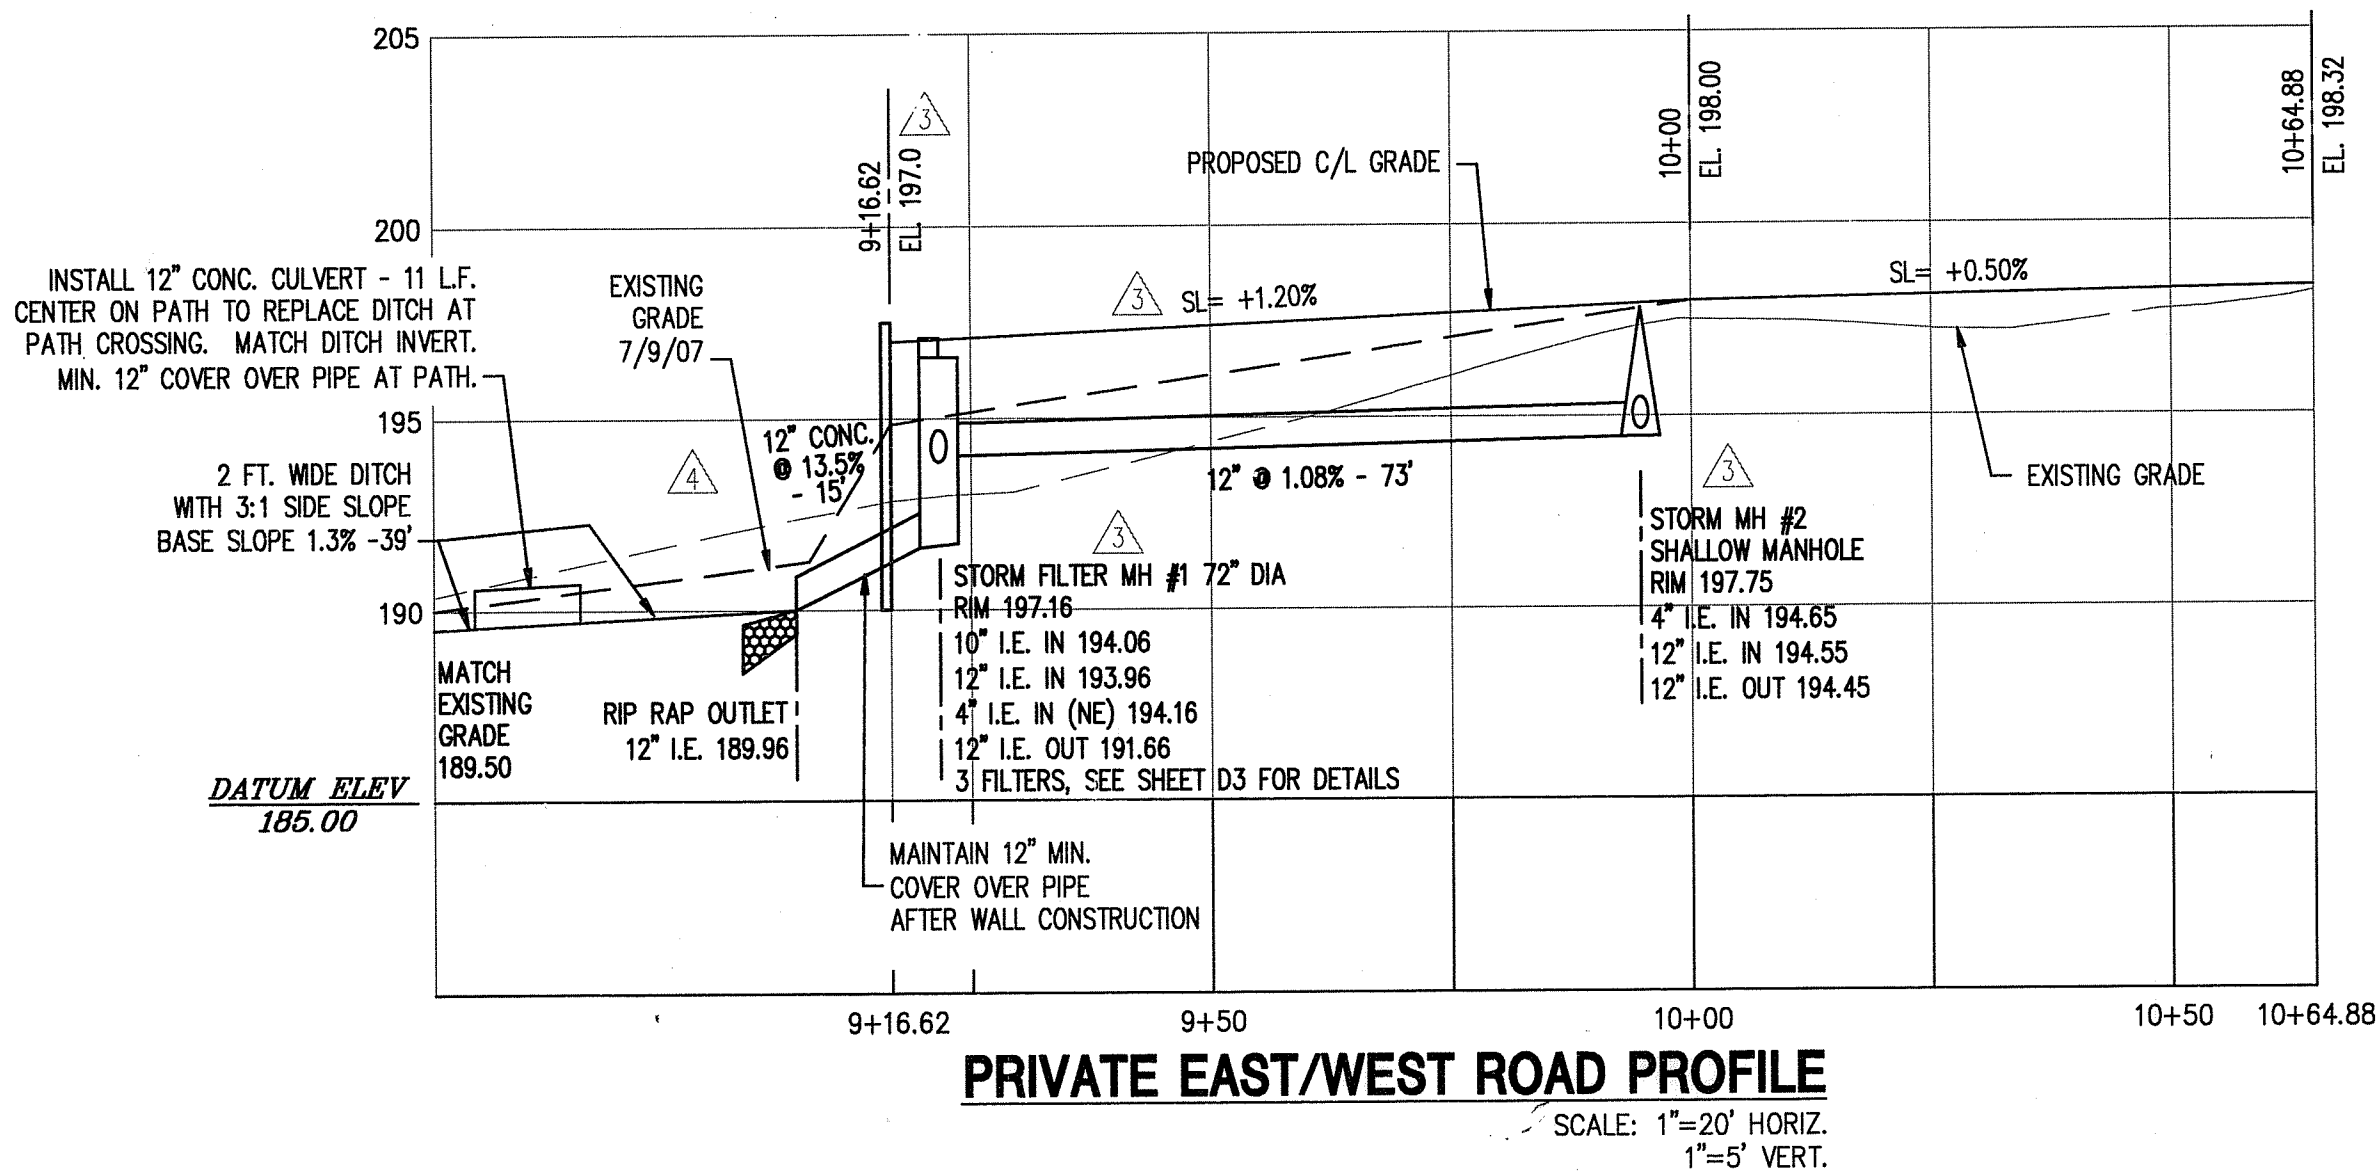 205
200
195
190
DATUM ELEV
185.00
INSTALL 12" CONC. CULVERT - 11 L.F.
CENTER ON PATH TO REPLACE DITCH AT
PATH CROSSING. MATCH DITCH INVERT.
MIN. 12" COVER OVER PIPE AT PATH.
2 FT. WIDE DITCH
WITH 3:1 SIDE SLOPE
BASE SLOPE 1.3% -39'
EXISTING
GRADE
7/9/07
MATCH
EXISTING
GRADE
189.50
4
12" CONC.
@ 13.5%
- 15'
RIP RAP OUTLET
12" I.E. 189.96
9+16.62
EL. 197.0
3
PROPOSED C/L GRADE
3
SL= +1.20%
10+00
EL. 198.00
SL= +0.50%
10+64.88
EL. 198.32
12" @ 1.08% - 73'
3
STORM FILTER MH #1 72" DIA
RIM 197.16
10" I.E. IN 194.06
12" I.E. IN 193.96
4" I.E. IN (NE) 194.16
12" I.E. OUT 191.66
3 FILTERS, SEE SHEET D3 FOR DETAILS
3
STORM MH #2
SHALLOW MANHOLE
RIM 197.75
4" I.E. IN 194.65
12" I.E. IN 194.55
12" I.E. OUT 194.45
EXISTING GRADE
MAINTAIN 12" MIN.
COVER OVER PIPE
AFTER WALL CONSTRUCTION
9+16.62
9+50
10+00
10+50
10+64.88
PRIVATE EAST/WEST ROAD PROFILE
SCALE: 1"=20' HORIZ.
1"=5' VERT.